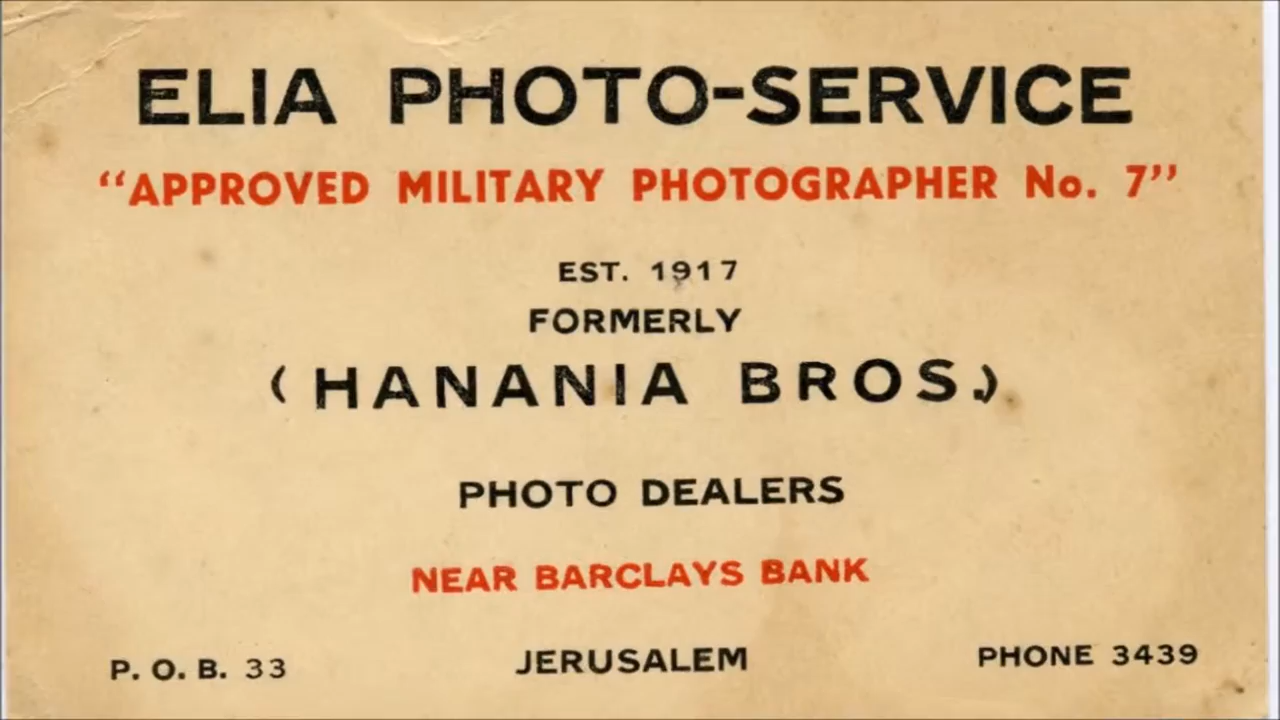 ELIA PHOTO-SERVICE
“APPROVED MILITARY PHOTOGRAPHER No. 7”
EST. 1917
FORMERLY
(HANANIA BROS.)
PHOTO DEALERS
NEAR BARCLAYS BANK
P. O. B. 33 JERUSALEM PHONE 3439